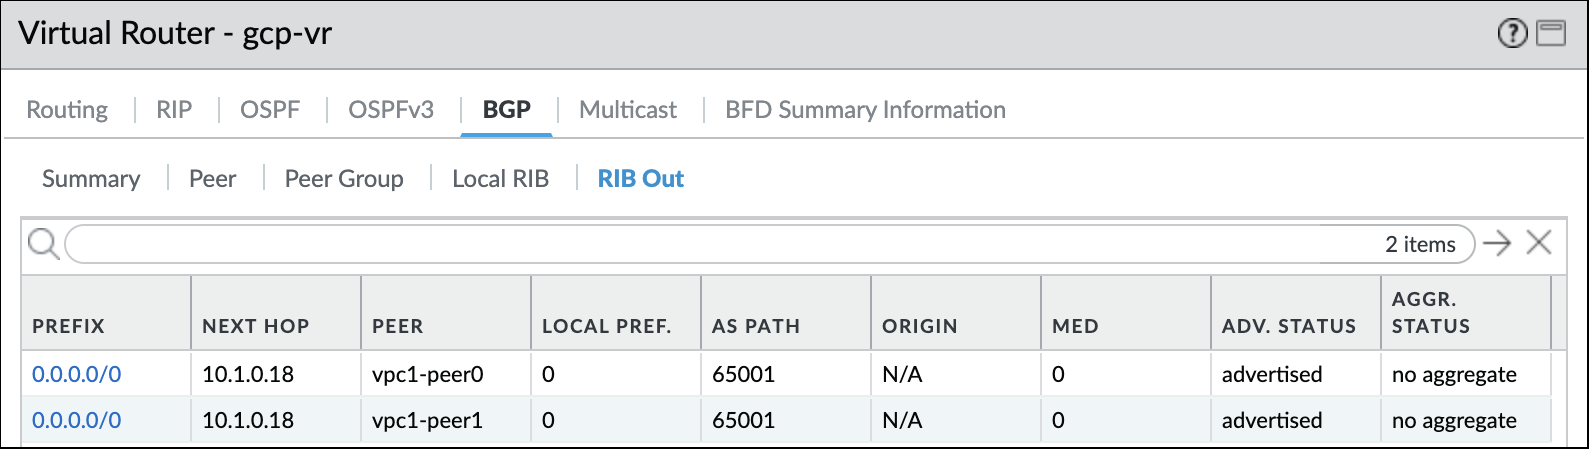 Virtual Router - gcp-vr
Routing RIP OSPF OSPFv3 BGP Multicast BFD Summary Information
Summary Peer Peer Group Local RIB RIB Out
2 items
PREFIX NEXT HOP PEER LOCAL PREF. AS PATH ORIGIN MED ADV. STATUS AGGR. STATUS
0.0.0.0/0 10.1.0.18 vpc1-peer0 0 65001 N/A 0 advertised no aggregate
0.0.0.0/0 10.1.0.18 vpc1-peer1 0 65001 N/A 0 advertised no aggregate